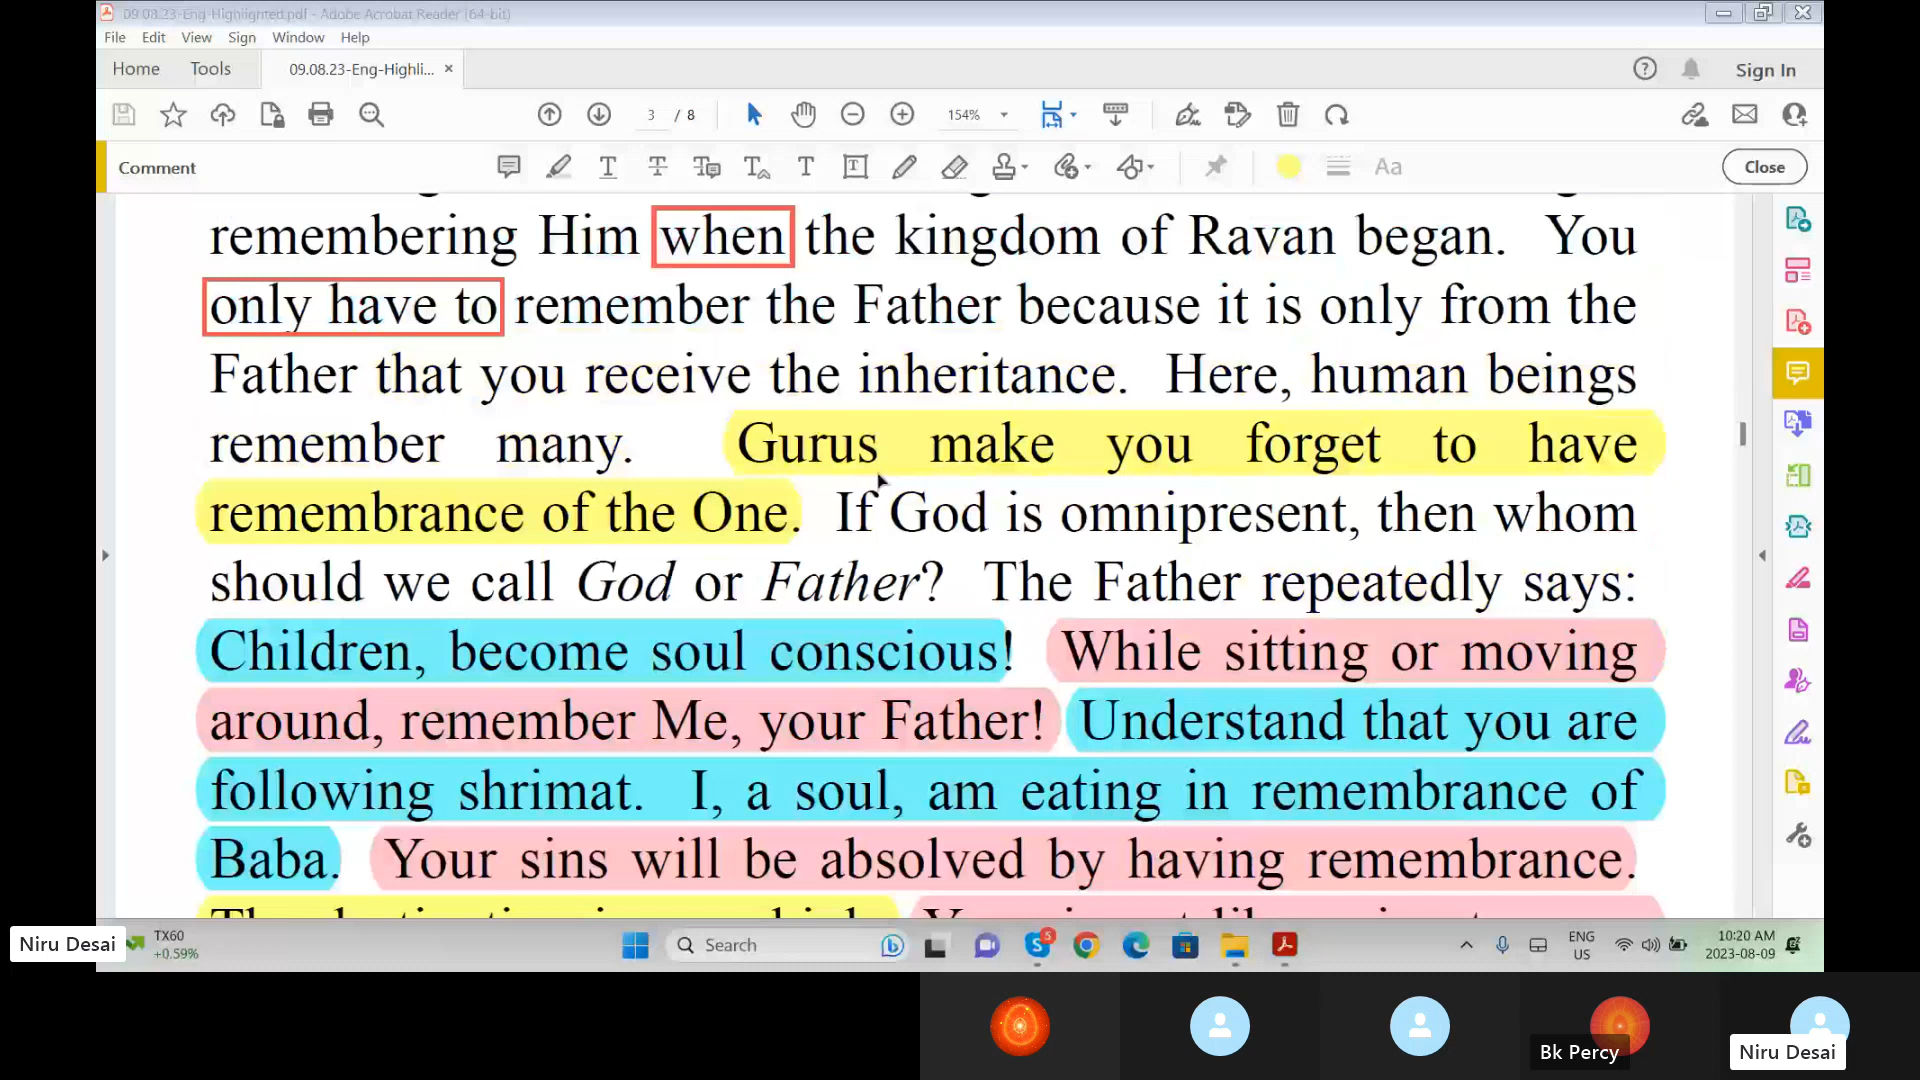 09.08.23-Eng-Highlighted.pdf - Adobe Acrobat Reader (64-bit)
File Edit View Sign Window Help
Home Tools 09.08.23-Eng-Highli... × Sign In
3 / 8 154%
Comment Aa Close
remembering Him when the kingdom of Ravan began. You
only have to remember the Father because it is only from the
Father that you receive the inheritance. Here, human beings
remember many. Gurus make you forget to have
remembrance of the One. If God is omnipresent, then whom
should we call God or Father? The Father repeatedly says:
Children, become soul conscious! While sitting or moving
around, remember Me, your Father! Understand that you are
following shrimat. I, a soul, am eating in remembrance of
Baba. Your sins will be absolved by having remembrance.
Niru Desai
TX60
+0.59%
Search
5
ENG
US
10:20 AM
2023-08-09
Bk Percy
Niru Desai